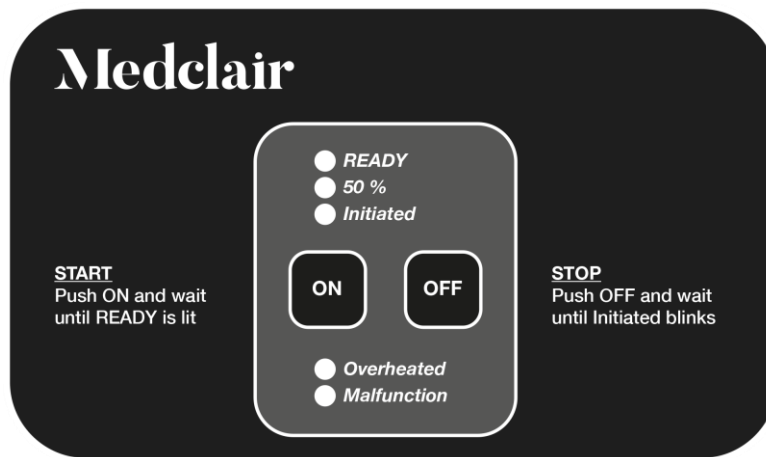 Medclair
READY
50 %
Initiated
START
Push ON and wait
until READY is lit
ON
OFF
STOP
Push OFF and wait
until Initiated blinks
Overheated
Malfunction